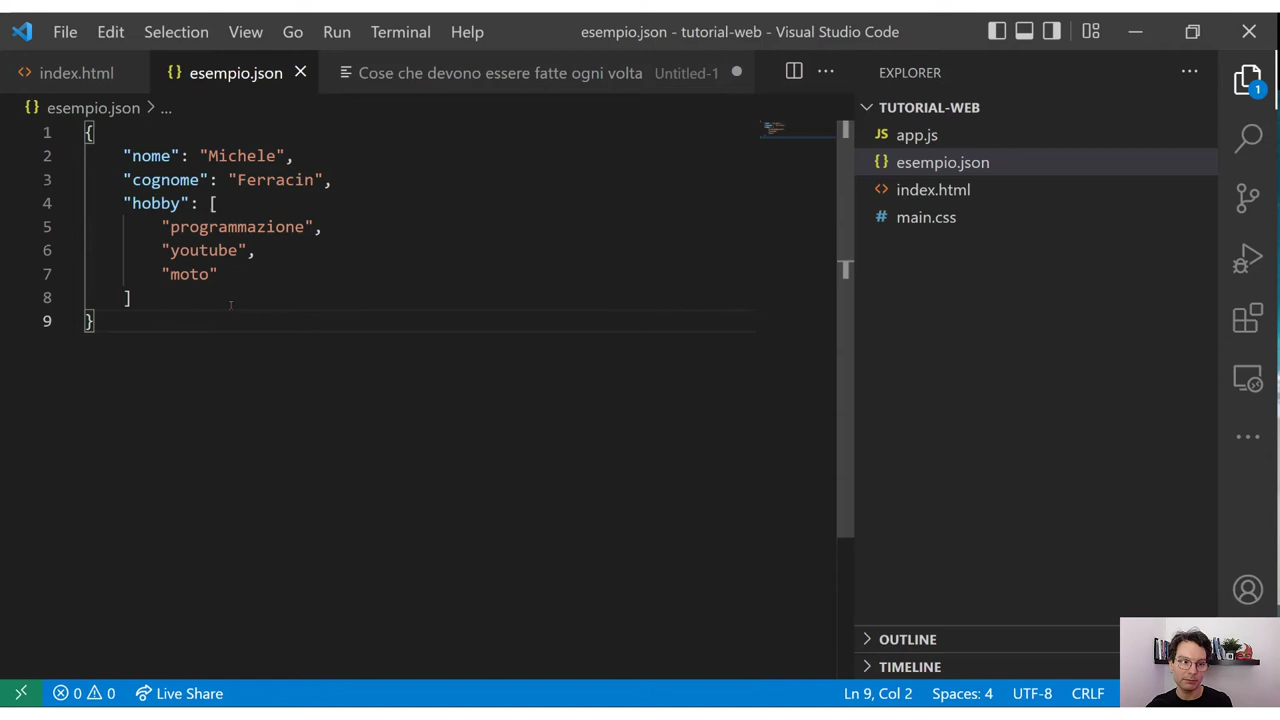 File Edit Selection View Go Run Terminal Help esempio.json - tutorial-web - Visual Studio Code
index.html esempio.json Cose che devono essere fatte ogni volta Untitled-1
EXPLORER
{} esempio.json > ...
TUTORIAL-WEB
JS app.js
{} esempio.json
<> index.html
# main.css
1 {
2 "nome": "Michele",
3 "cognome": "Ferracin",
4 "hobby": [
5 "programmazione",
6 "youtube",
7 "moto"
8 ]
9 }
1
OUTLINE
TIMELINE
0 0 Live Share Ln 9, Col 2 Spaces: 4 UTF-8 CRLF